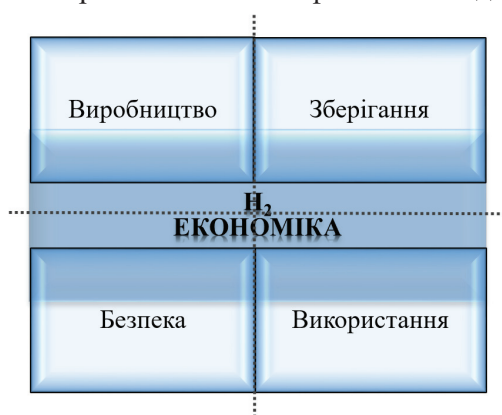 Виробництво
Зберігання
H₂
ЕКОНОМІКА
Безпека
Використання